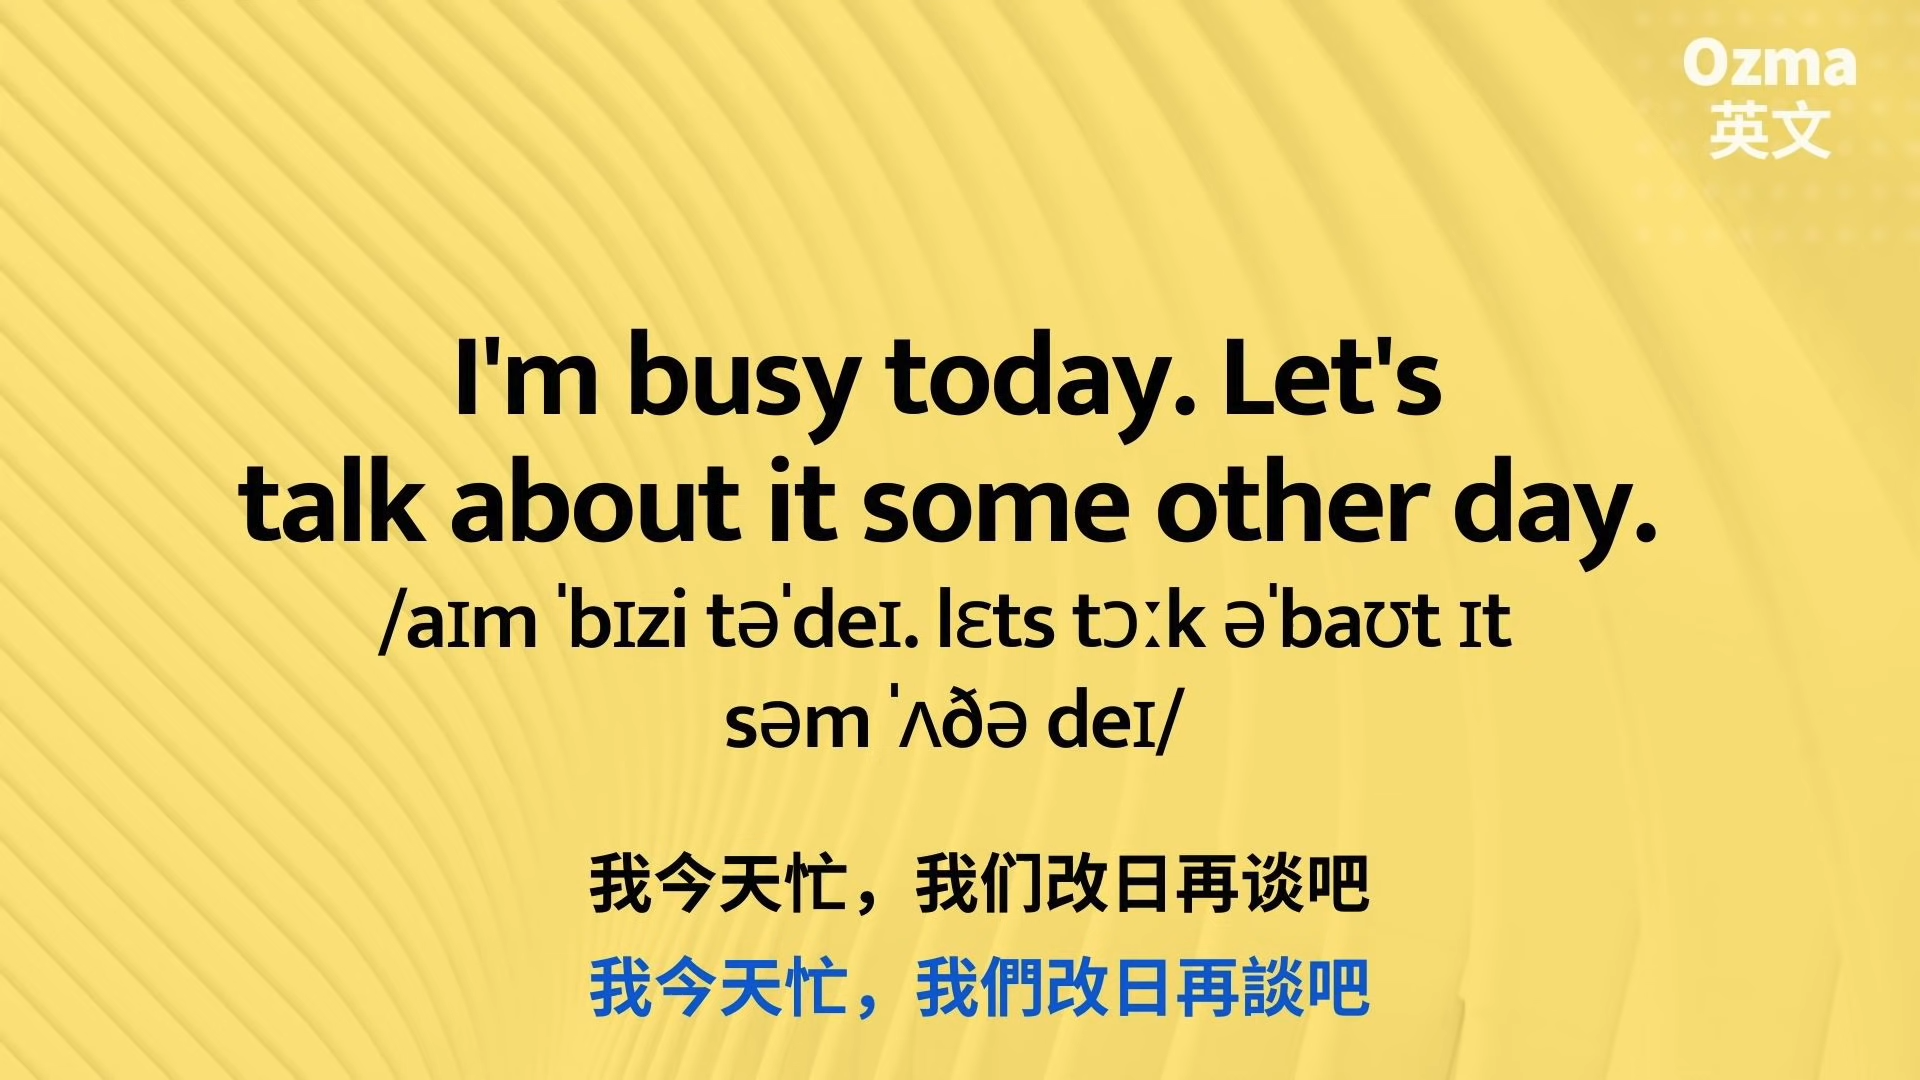 Ozma
英文
I'm busy today. Let's
talk about it some other day.
/aɪm ˈbɪzi təˈdeɪ. lɛts tɔːk əˈbaʊt ɪt
səm ˈʌðə deɪ/
我今天忙，我们改日再谈吧
我今天忙，我們改日再談吧